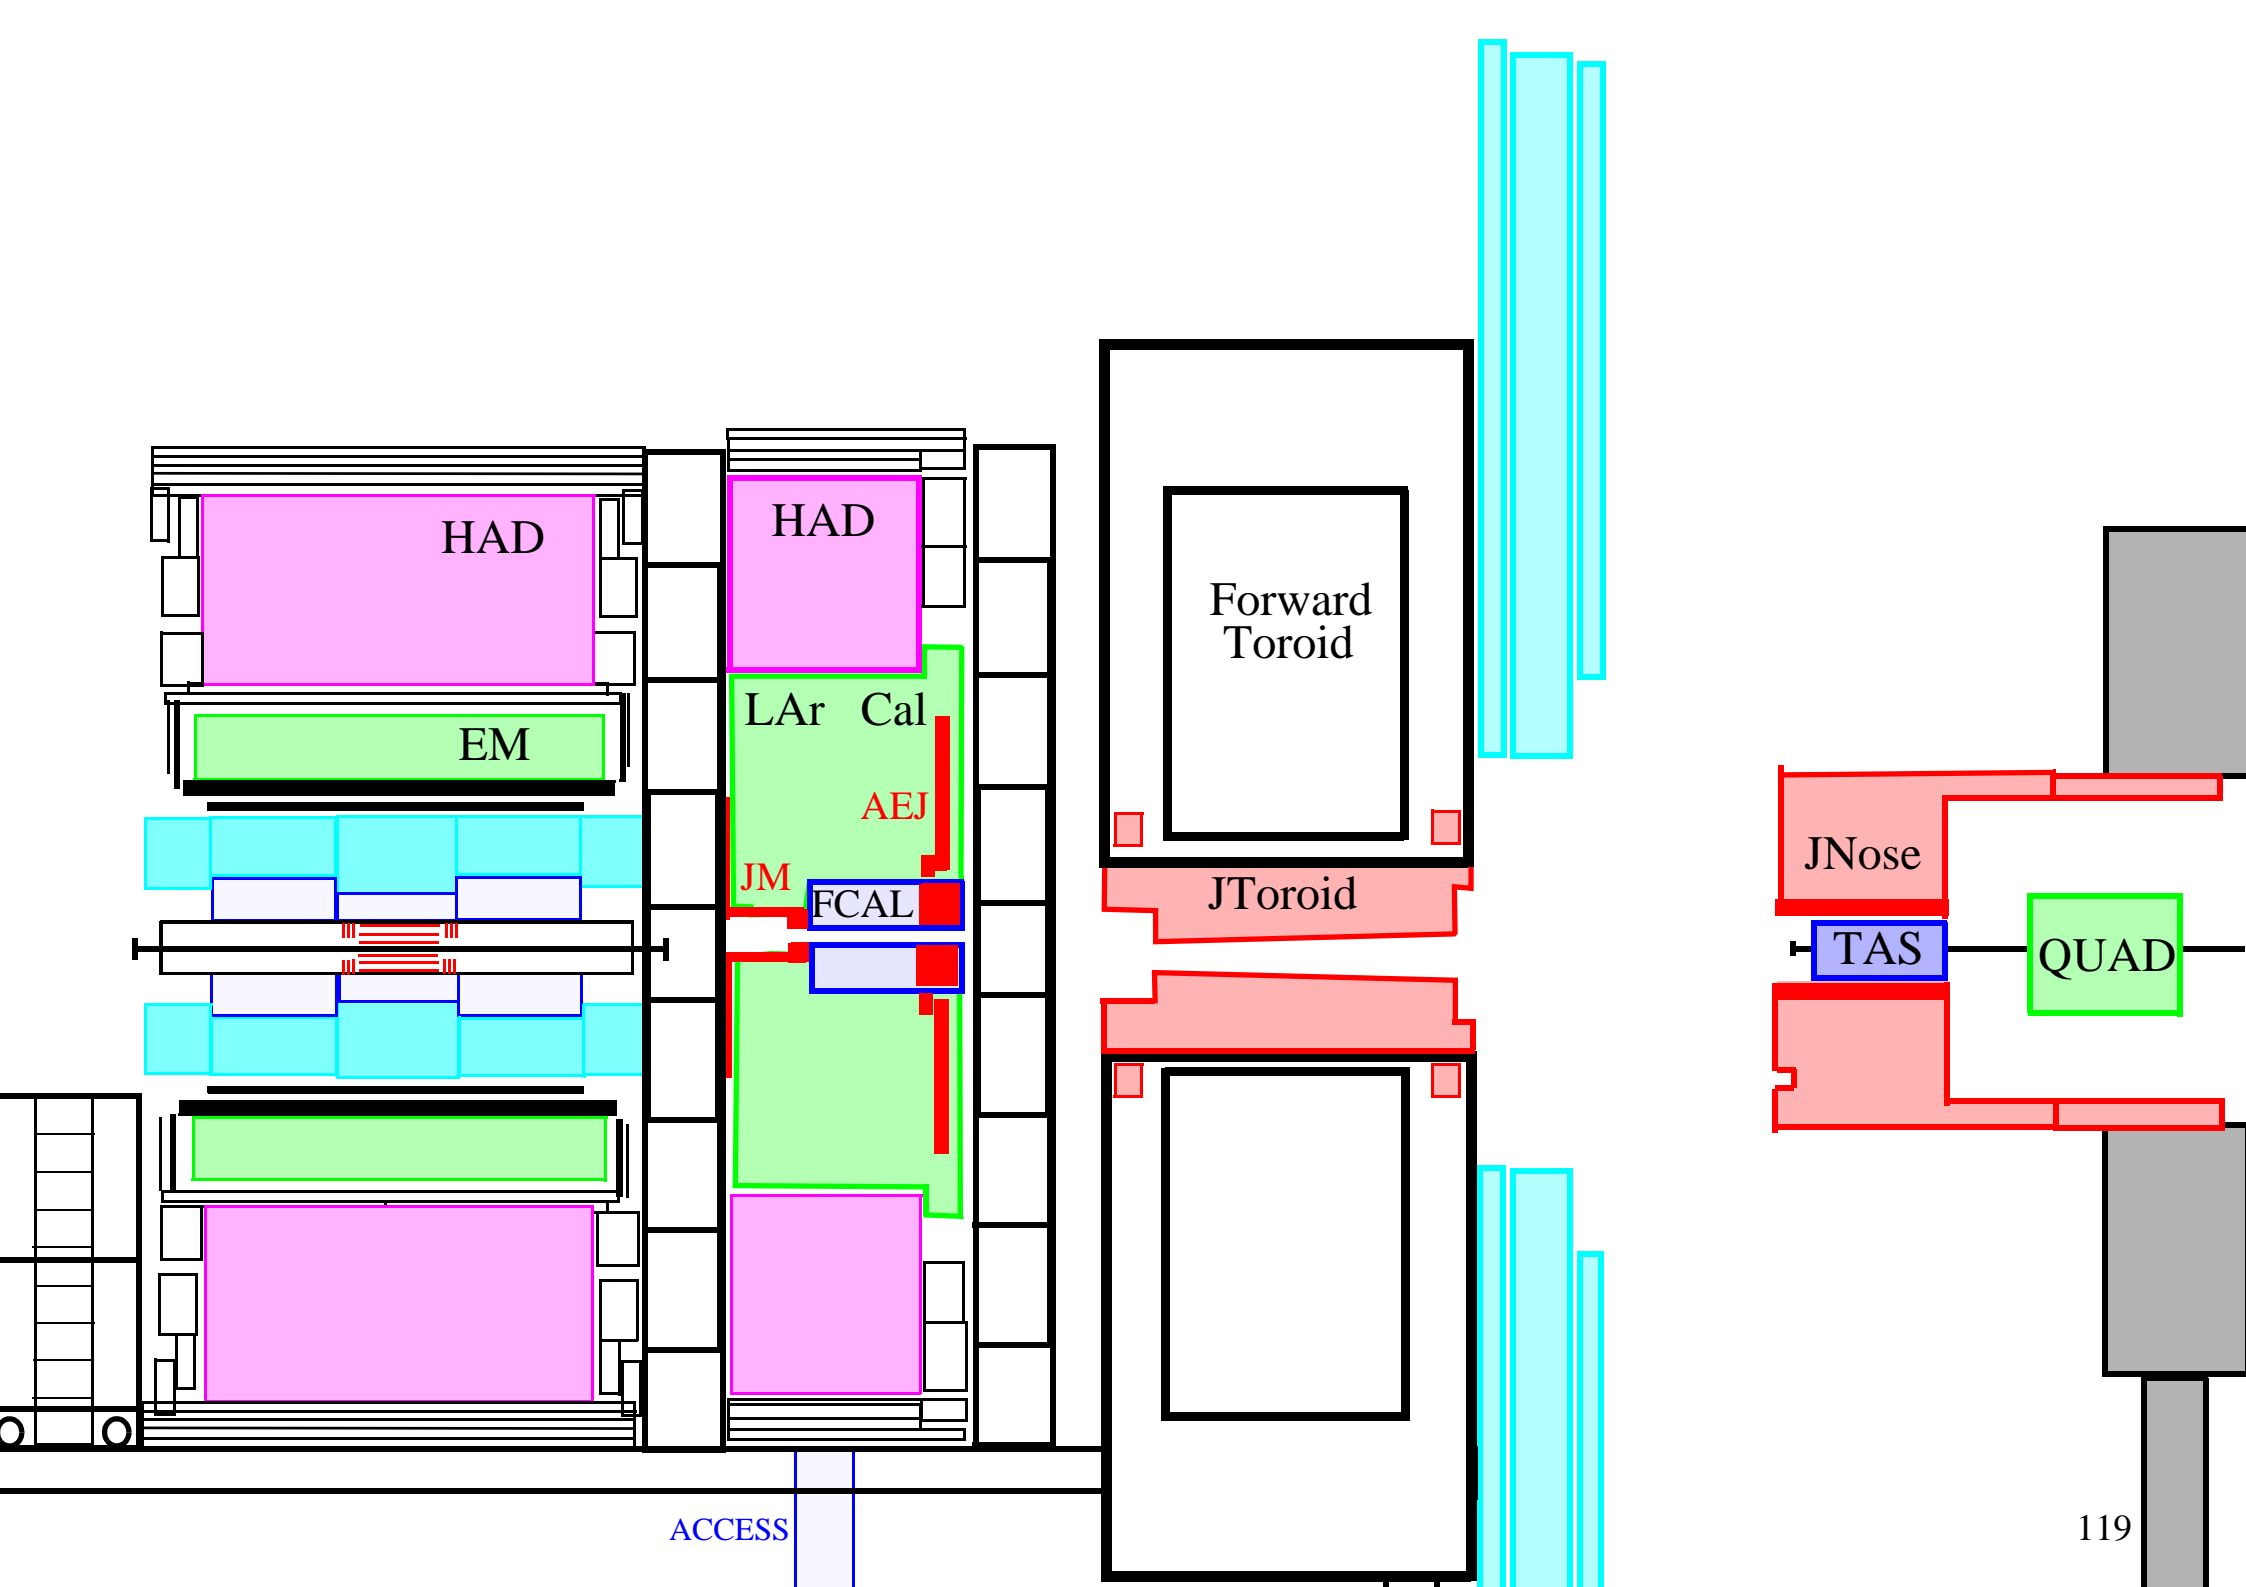 HAD
HAD
Forward
Toroid
LAr Cal
EM
AEJ
JM
FCAL
JToroid
JNose
TAS
QUAD
ACCESS
119